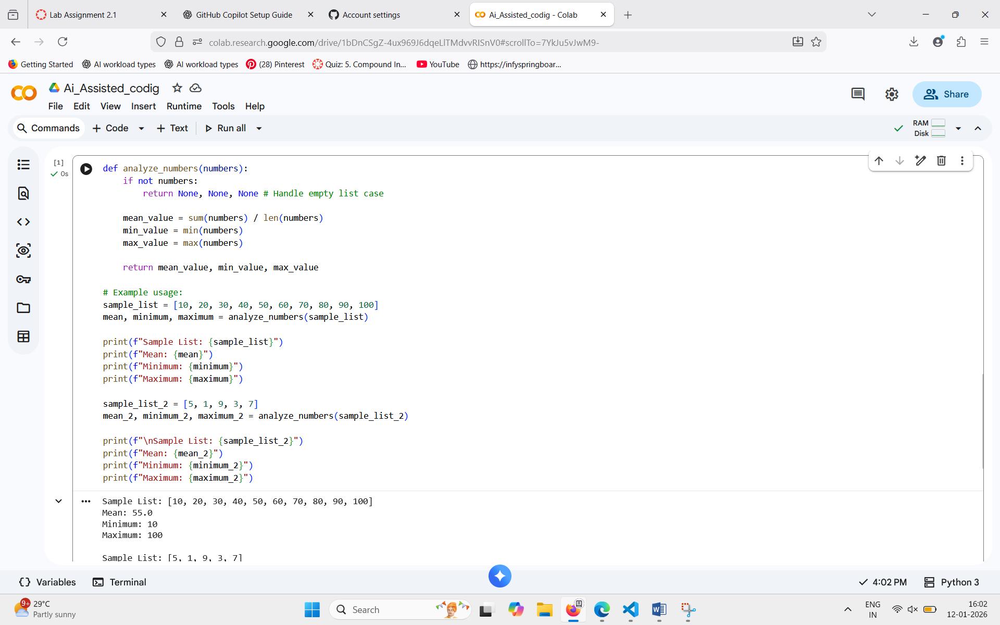 Lab Assignment 2.1
GitHub Copilot Setup Guide
Account settings
Ai_Assisted_codig - Colab
colab.research.google.com/drive/1bDnCSgZ-4ux969J6dqeLlTMdvvRISnV0#scrollTo=7YkJu5vJwM9-
Getting Started
AI workload types
AI workload types
(28) Pinterest
Quiz: 5. Compound In...
YouTube
https://infyspringboar...
Ai_Assisted_codig
File Edit View Insert Runtime Tools Help
Share
Commands + Code + Text Run all
RAM
Disk
[1]
0s
def analyze_numbers(numbers):
    if not numbers:
        return None, None, None # Handle empty list case
    mean_value = sum(numbers) / len(numbers)
    min_value = min(numbers)
    max_value = max(numbers)
    return mean_value, min_value, max_value
# Example usage:
sample_list = [10, 20, 30, 40, 50, 60, 70, 80, 90, 100]
mean, minimum, maximum = analyze_numbers(sample_list)
print(f"Sample List: {sample_list}")
print(f"Mean: {mean}")
print(f"Minimum: {minimum}")
print(f"Maximum: {maximum}")
sample_list_2 = [5, 1, 9, 3, 7]
mean_2, minimum_2, maximum_2 = analyze_numbers(sample_list_2)
print(f"\nSample List: {sample_list_2}")
print(f"Mean: {mean_2}")
print(f"Minimum: {minimum_2}")
print(f"Maximum: {maximum_2}")
Sample List: [10, 20, 30, 40, 50, 60, 70, 80, 90, 100]
Mean: 55.0
Minimum: 10
Maximum: 100
Sample List: [5, 1, 9, 3, 7]
Variables
Terminal
4:02 PM
Python 3
9+
29°C
Partly sunny
Search
ENG
IN
16:02
12-01-2026